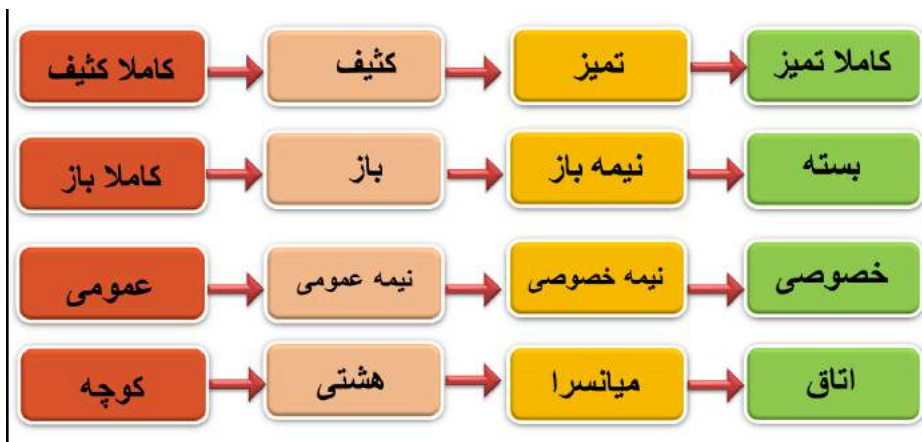 کاملا کثیف کثیف تمیز کاملا تمیز
کاملا باز باز نیمه باز بسته
عمومی نیمه عمومی نیمه خصوصی خصوصی
کوچه هشتی میانسرا اتاق